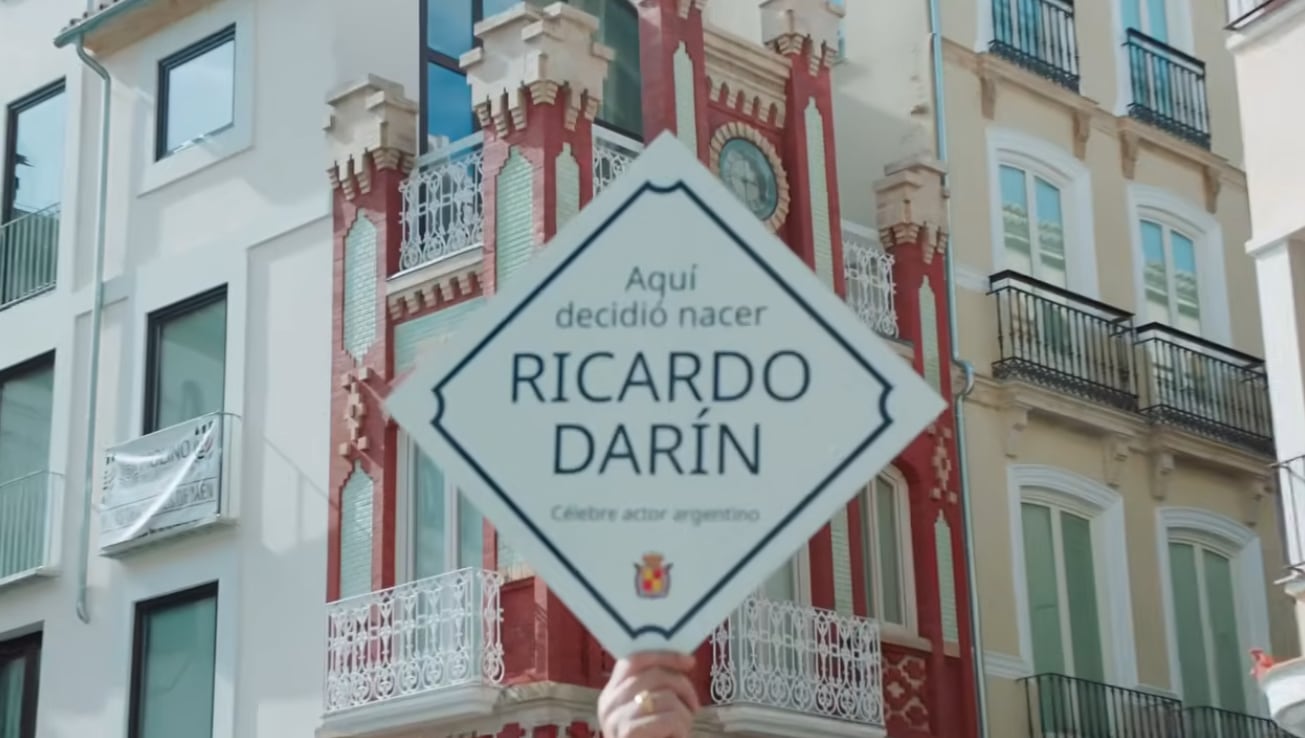 Aquí
decidió nacer
RICARDO
DARÍN
Célebre actor argentino